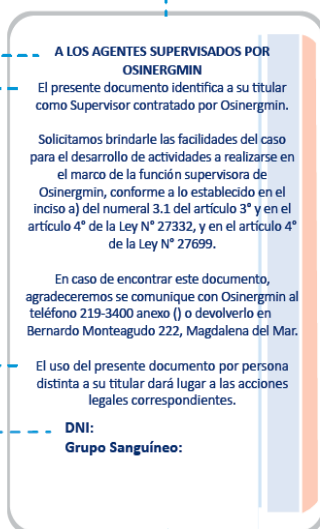 A LOS AGENTES SUPERVISADOS POR
OSINERGMIN
El presente documento identifica a su titular
como Supervisor contratado por Osinergmin.
Solicitamos brindarle las facilidades del caso
para el desarrollo de actividades a realizarse en
el marco de la función supervisora de
Osinergmin, conforme a lo establecido en el
inciso a) del numeral 3.1 del artículo 3° y en el
artículo 4° de la Ley N° 27332, y en el artículo 4°
de la Ley N° 27699.
En caso de encontrar este documento,
agradeceremos se comunique con Osinergmin al
teléfono 219-3400 anexo () o devolverlo en
Bernardo Monteagudo 222, Magdalena del Mar.
El uso del presente documento por persona
distinta a su titular dará lugar a las acciones
legales correspondientes.
DNI:
Grupo Sanguíneo: